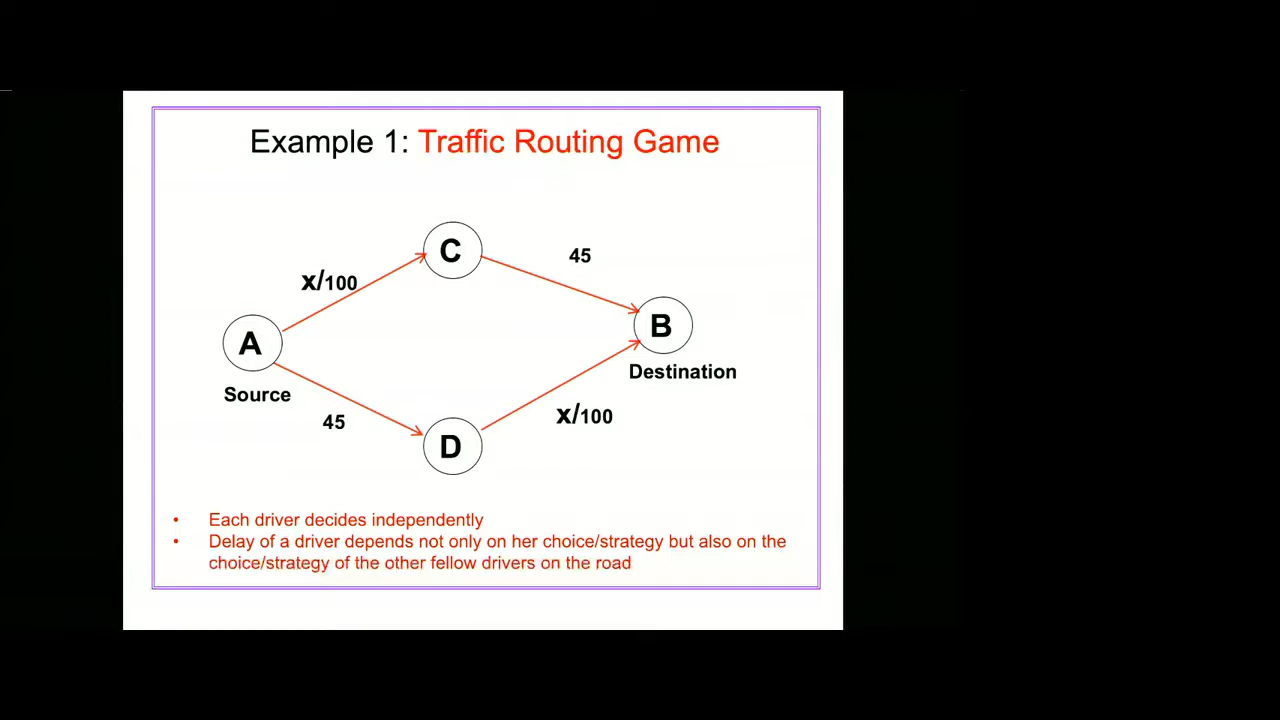 Example 1: Traffic Routing Game
C
45
x/100
B
A
Destination
Source
x/100
45
D
• Each driver decides independently
• Delay of a driver depends not only on her choice/strategy but also on the
choice/strategy of the other fellow drivers on the road